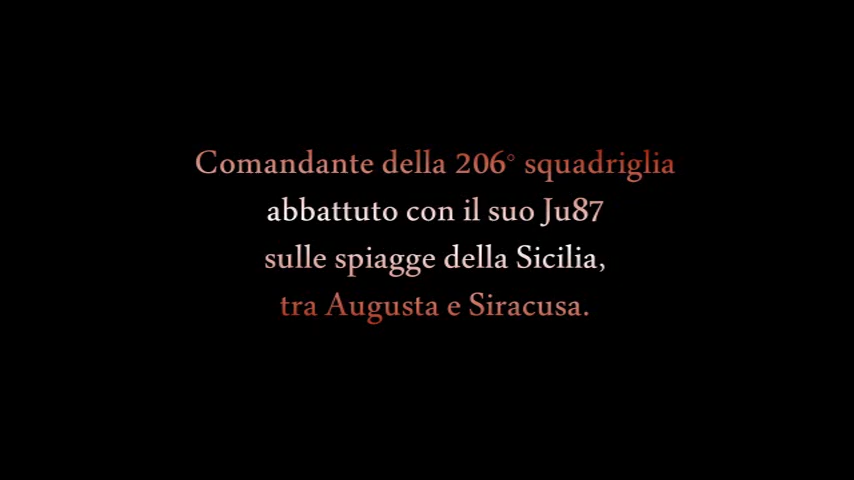 Comandante della 206° squadriglia
abbattuto con il suo Ju87
sulle spiagge della Sicilia,
tra Augusta e Siracusa.